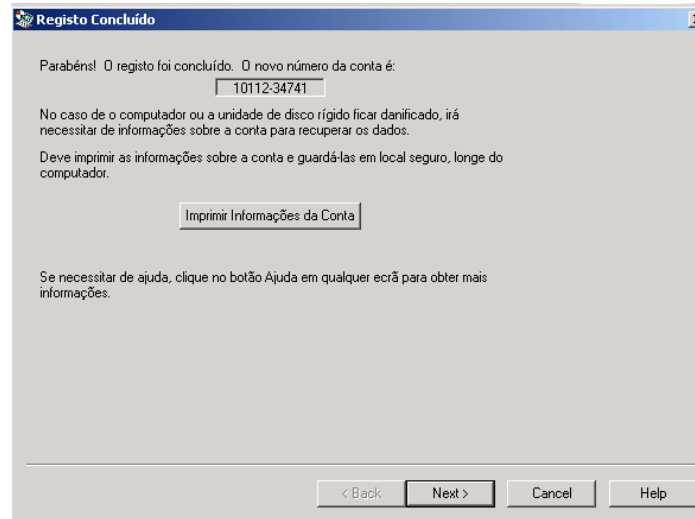 Registo Concluído
Parabéns! O registo foi concluído. O novo número da conta é:
10112-34741
No caso de o computador ou a unidade de disco rígido ficar danificado, irá
necessitar de informações sobre a conta para recuperar os dados.
Deve imprimir as informações sobre a conta e guardá-las em local seguro, longe do
computador.
Imprimir Informações da Conta
Se necessitar de ajuda, clique no botão Ajuda em qualquer ecrã para obter mais
informações.
< Back Next > Cancel Help